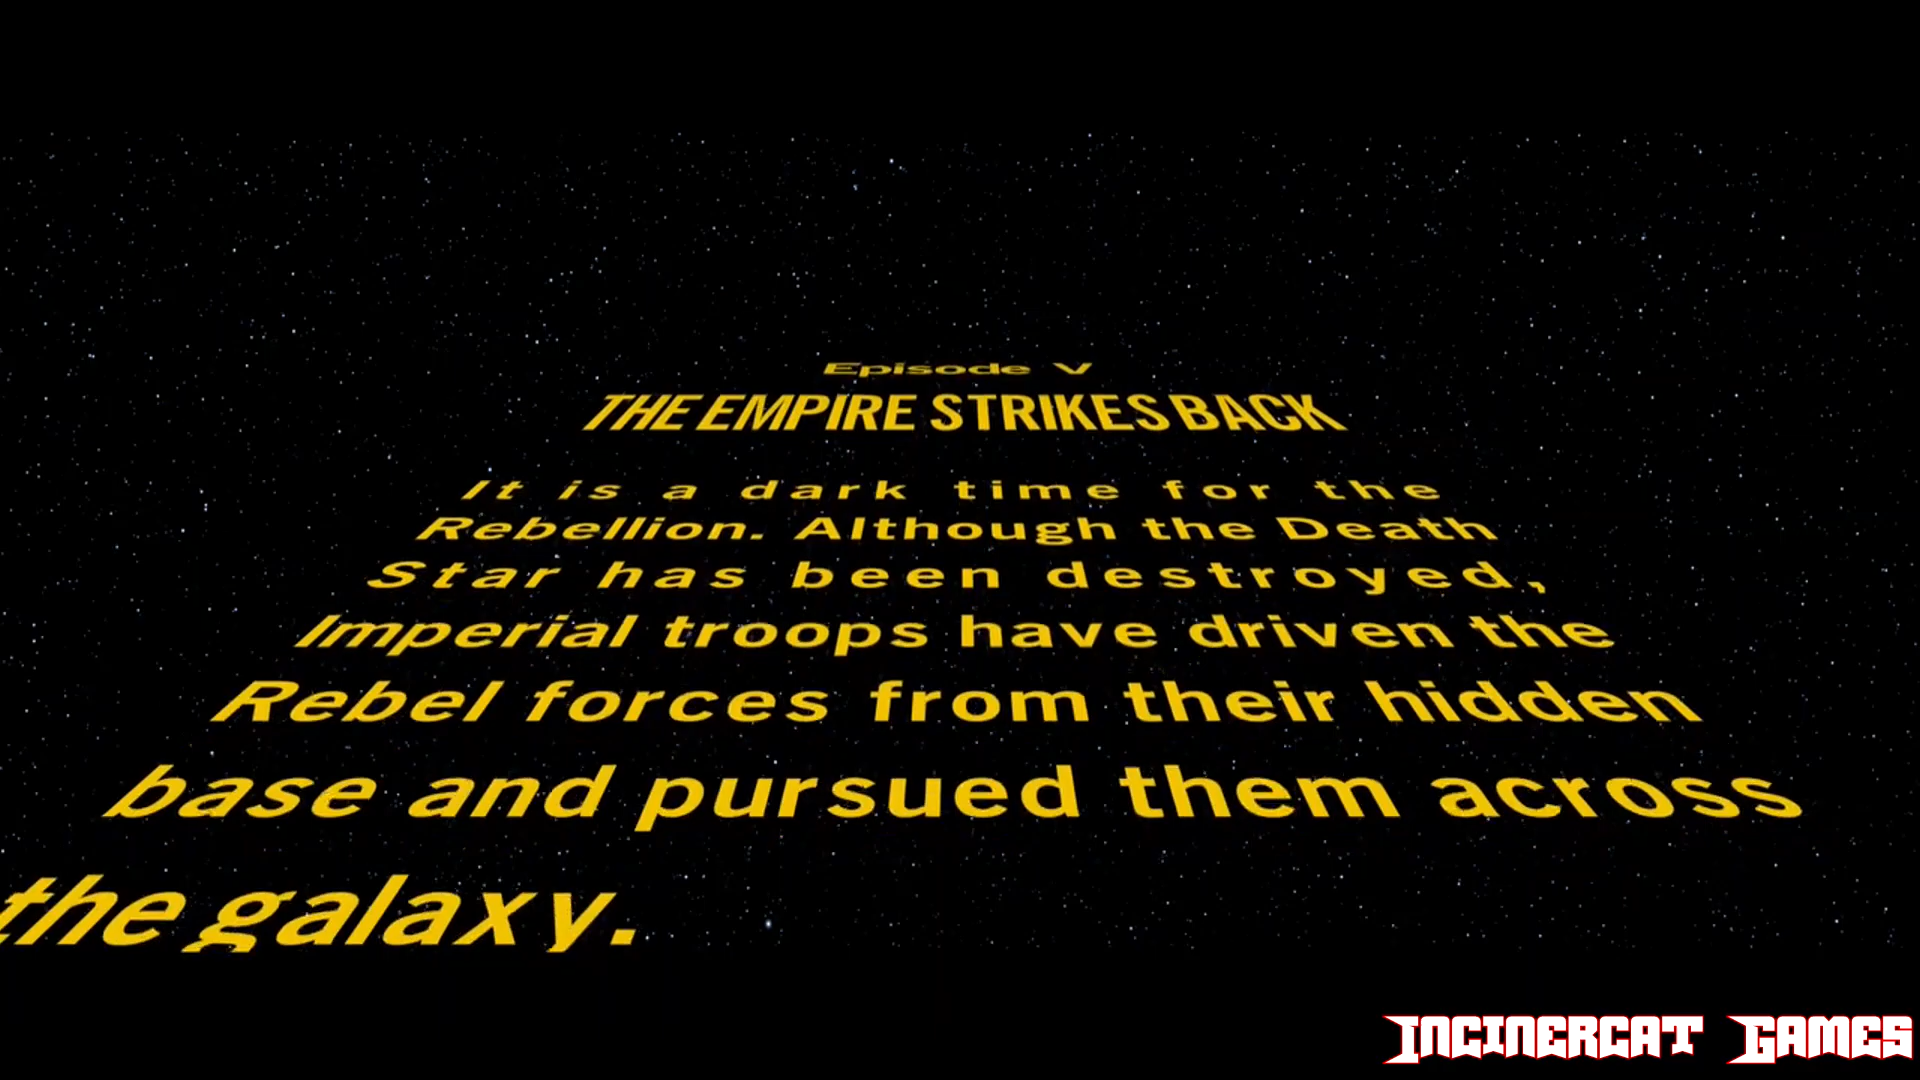 Episode V
THE EMPIRE STRIKES BACK
It is a dark time for the
Rebellion. Although the Death
Star has been destroyed,
Imperial troops have driven the
Rebel forces from their hidden
base and pursued them across
the galaxy.
INCINERCAT GAMES